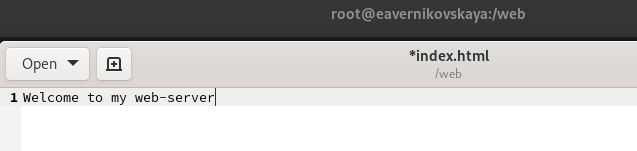 root@eavernikovskaya:/web
Open
*index.html
/web
1 Welcome to my web-server